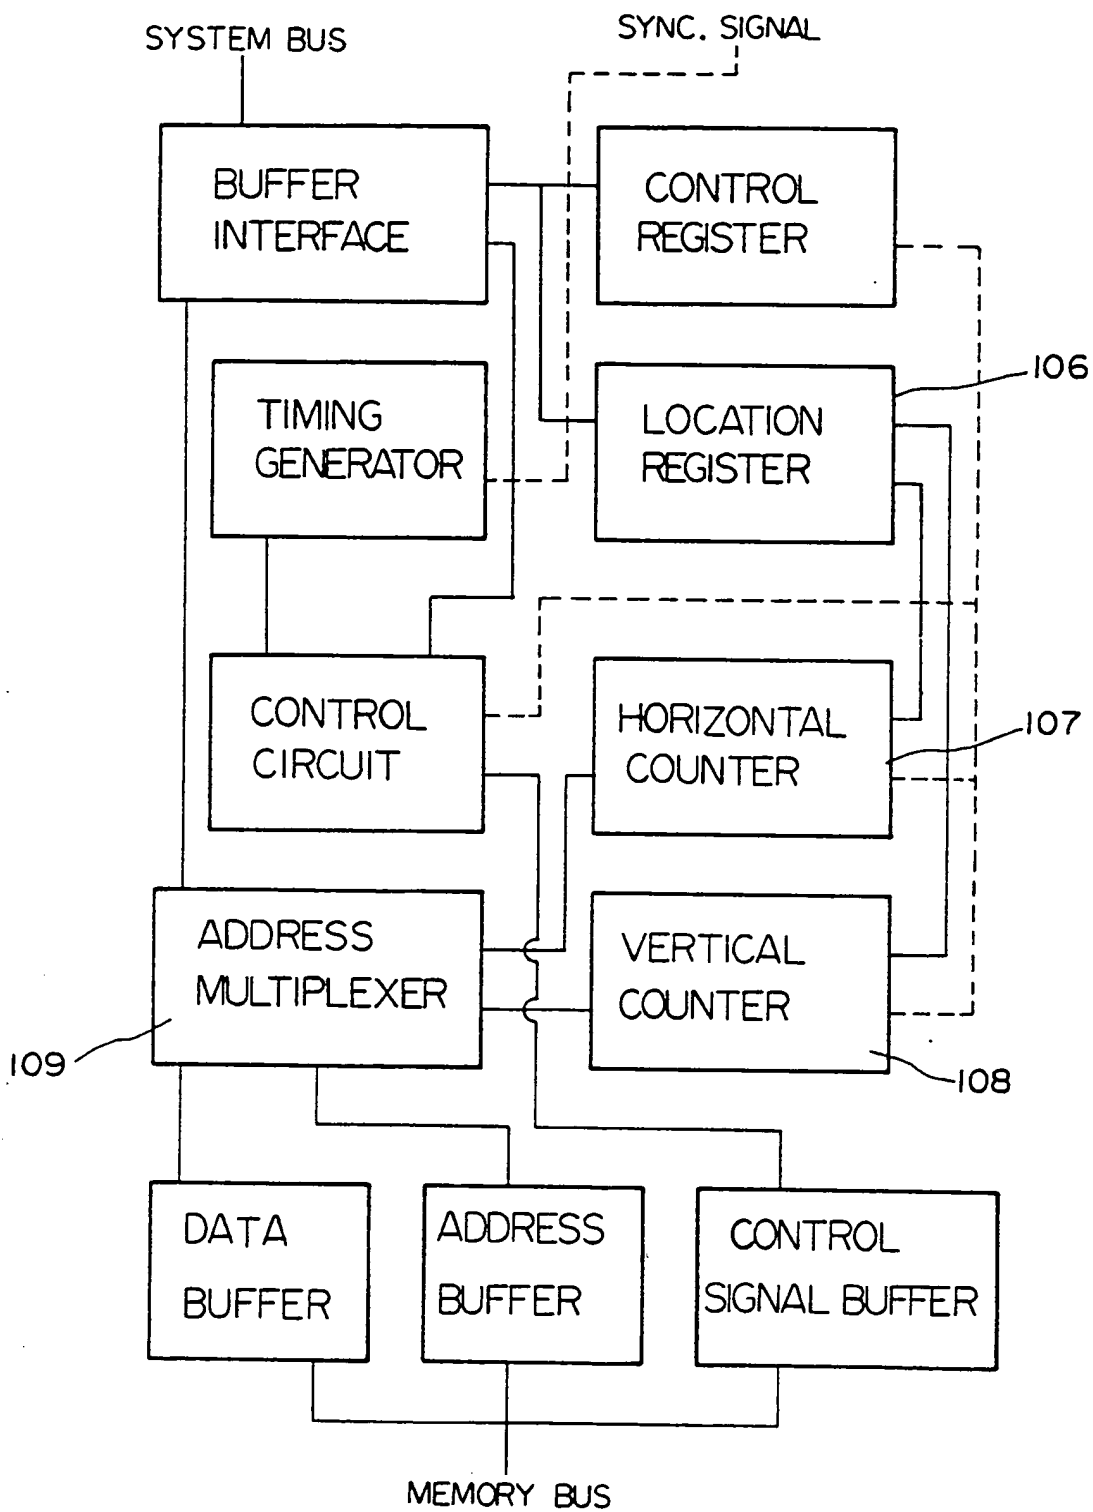 SYSTEM BUS
SYNC. SIGNAL
BUFFER
INTERFACE
CONTROL
REGISTER
106
TIMING
GENERATOR
LOCATION
REGISTER
CONTROL
CIRCUIT
HORIZONTAL
COUNTER
107
ADDRESS
MULTIPLEXER
109
VERTICAL
COUNTER
108
DATA
BUFFER
ADDRESS
BUFFER
CONTROL
SIGNAL BUFFER
MEMORY BUS